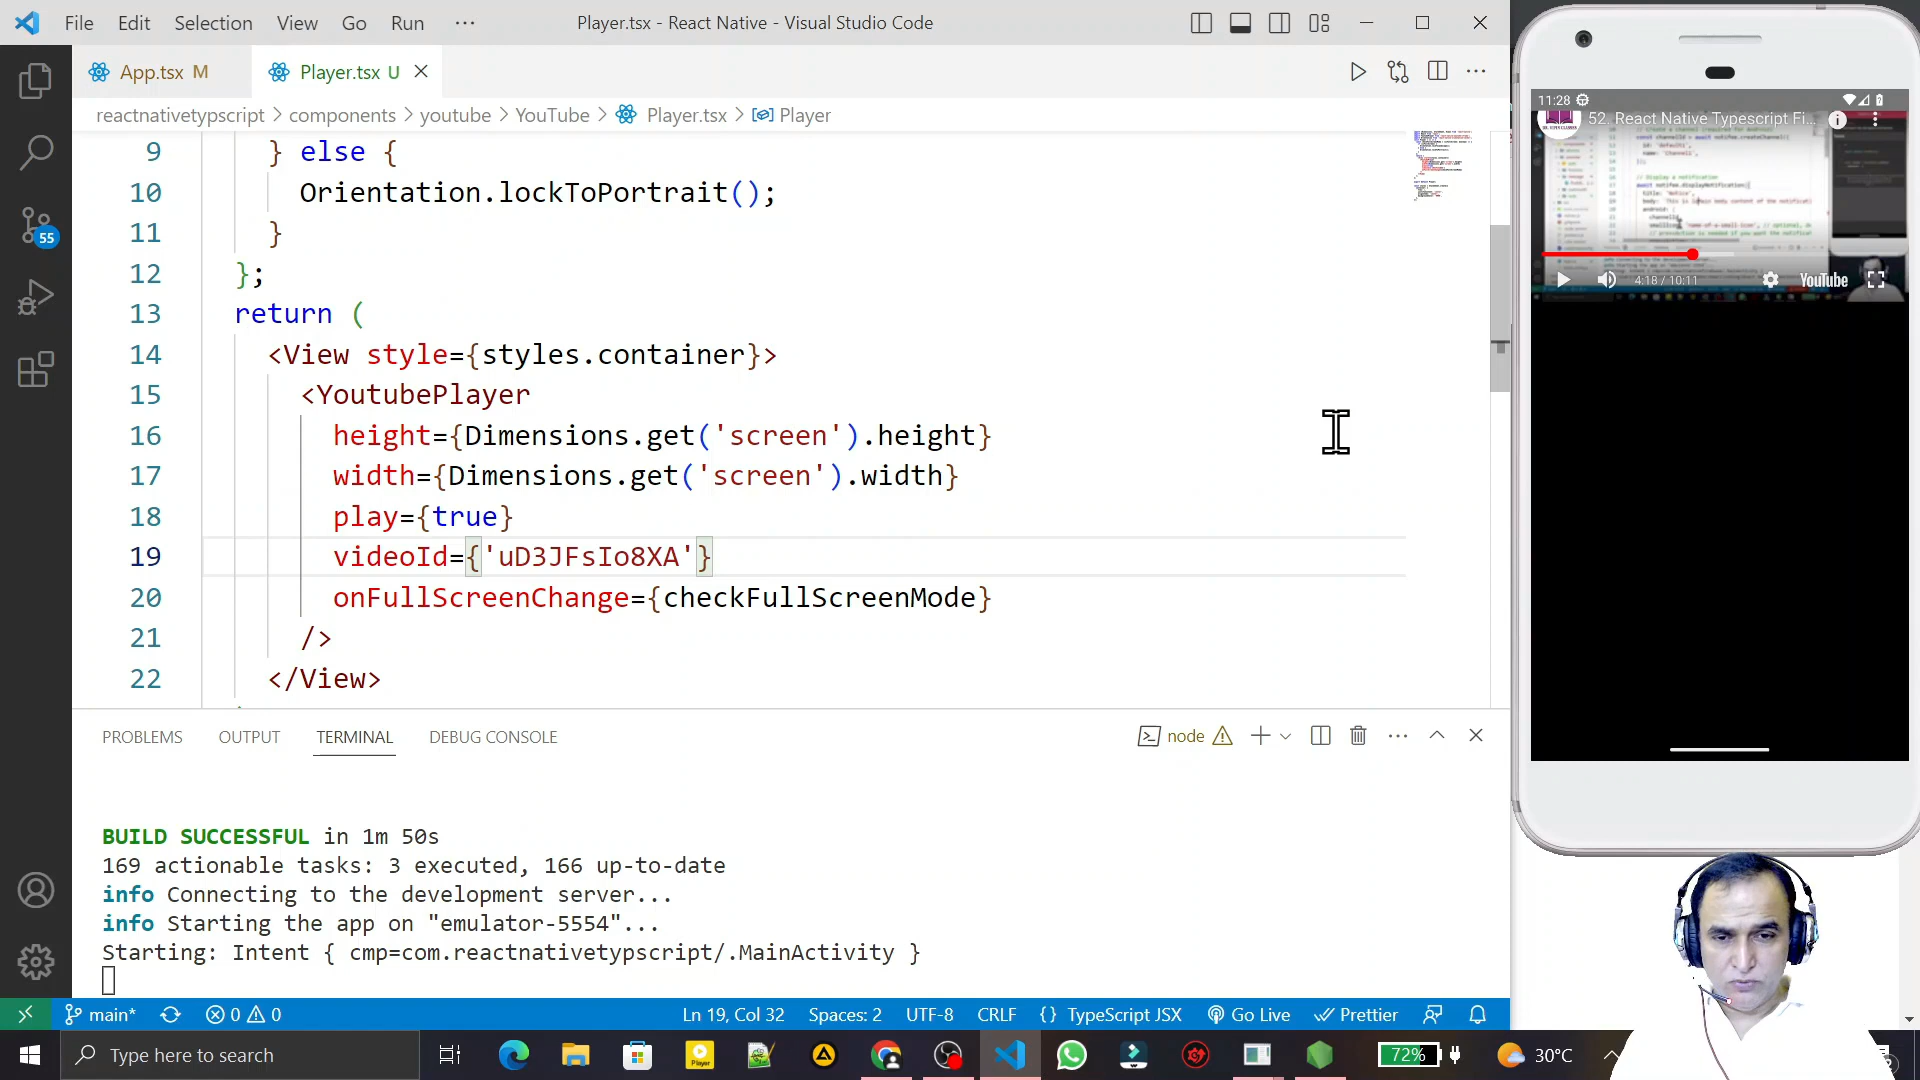 File Edit Selection View Go Run ··· Player.tsx - React Native - Visual Studio Code
App.tsx M Player.tsx U
reactnativetypscript > components > youtube > YouTube > Player.tsx > Player
9 } else {
10 Orientation.lockToPortrait();
11 }
12 };
13 return (
14 <View style={styles.container}>
15 <YoutubePlayer
16 height={Dimensions.get('screen').height}
17 width={Dimensions.get('screen').width}
18 play={true}
19 videoId={'uD3JFsIo8XA'}
20 onFullScreenChange={checkFullScreenMode}
21 />
22 </View>
PROBLEMS OUTPUT TERMINAL DEBUG CONSOLE node
BUILD SUCCESSFUL in 1m 50s
169 actionable tasks: 3 executed, 166 up-to-date
info Connecting to the development server...
info Starting the app on "emulator-5554"...
Starting: Intent { cmp=com.reactnativetypscript/.MainActivity }
55
main* 0 0 Ln 19, Col 32 Spaces: 2 UTF-8 CRLF {} TypeScript JSX Go Live Prettier
Type here to search 72% 30°C
11:28
52. React Native Typescript Fi...
4:18 / 10:11 YouTube